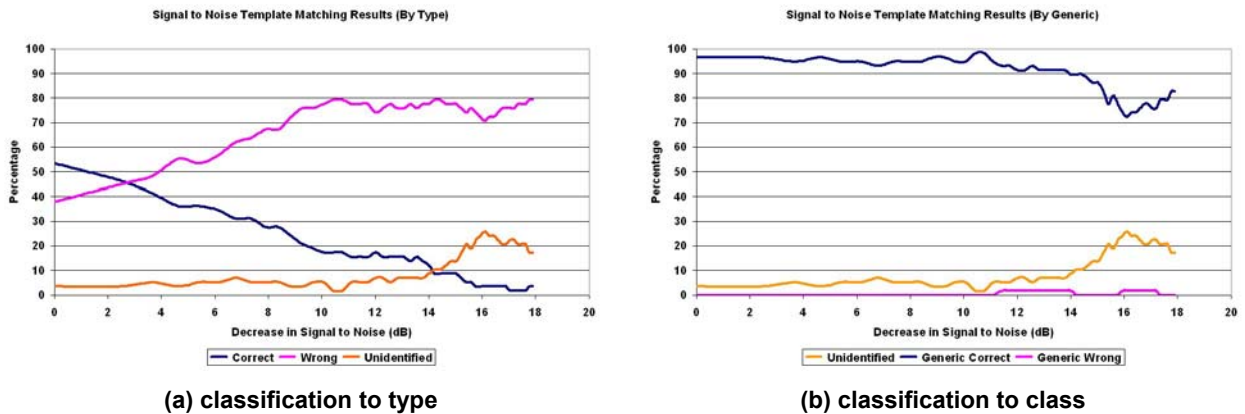 Signal to Noise Template Matching Results (By Type)
100
90
80
70
60
50
40
30
20
10
0
Percentage
0 2 4 6 8 10 12 14 16 18 20
Decrease in Signal to Noise (dB)
Correct Wrong Unidentified
(a) classification to type
Signal to Noise Template Matching Results (By Generic)
100
90
80
70
60
50
40
30
20
10
0
Percentage
0 2 4 6 8 10 12 14 16 18 20
Decrease in Signal to Noise (dB)
Unidentified Generic Correct Generic Wrong
(b) classification to class